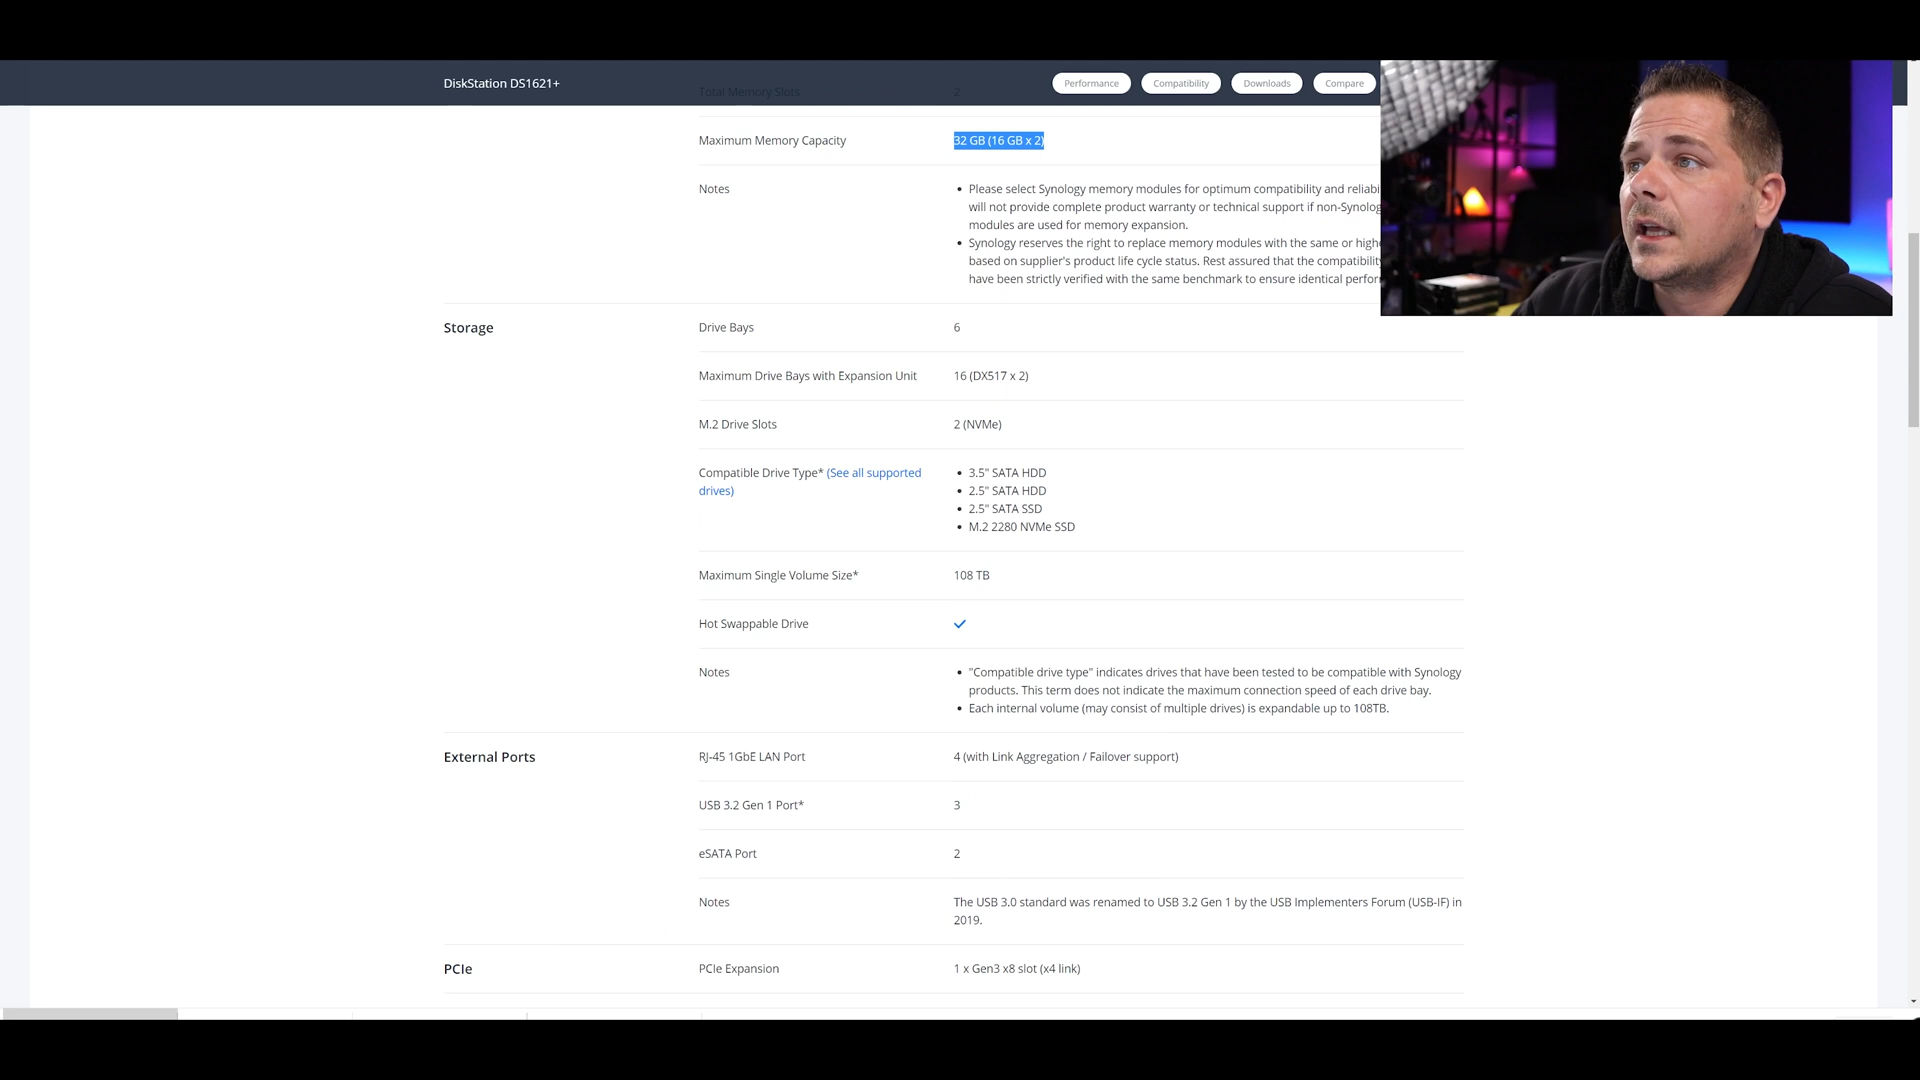 DiskStation DS1621+
Performance
Compatibility
Downloads
Compare
Total Memory Slots 2
Maximum Memory Capacity 32 GB (16 GB x 2)
Notes • Please select Synology memory modules for optimum compatibility and
will not provide complete product warranty or technical support if
modules are used for memory expansion.
• Synology reserves the right to replace memory modules with the same or
based on supplier's product life cycle status. Rest assured that the compatibility
have been strictly verified with the same benchmark to ensure identical
Storage Drive Bays 6
Maximum Drive Bays with Expansion Unit 16 (DX517 x 2)
M.2 Drive Slots 2 (NVMe)
Compatible Drive Type* (See all supported • 3.5" SATA HDD
drives) • 2.5" SATA HDD
• 2.5" SATA SSD
• M.2 2280 NVMe SSD
Maximum Single Volume Size* 108 TB
Hot Swappable Drive ✓
Notes • "Compatible drive type" indicates drives that have been tested to be compatible with Synology
products. This term does not indicate the maximum connection speed of each drive bay.
• Each internal volume (may consist of multiple drives) is expandable up to 108TB.
External Ports RJ-45 1GbE LAN Port 4 (with Link Aggregation / Failover support)
USB 3.2 Gen 1 Port* 3
eSATA Port 2
Notes The USB 3.0 standard was renamed to USB 3.2 Gen 1 by the USB Implementers Forum (USB-IF) in
2019.
PCIe PCIe Expansion 1 x Gen3 x8 slot (x4 link)